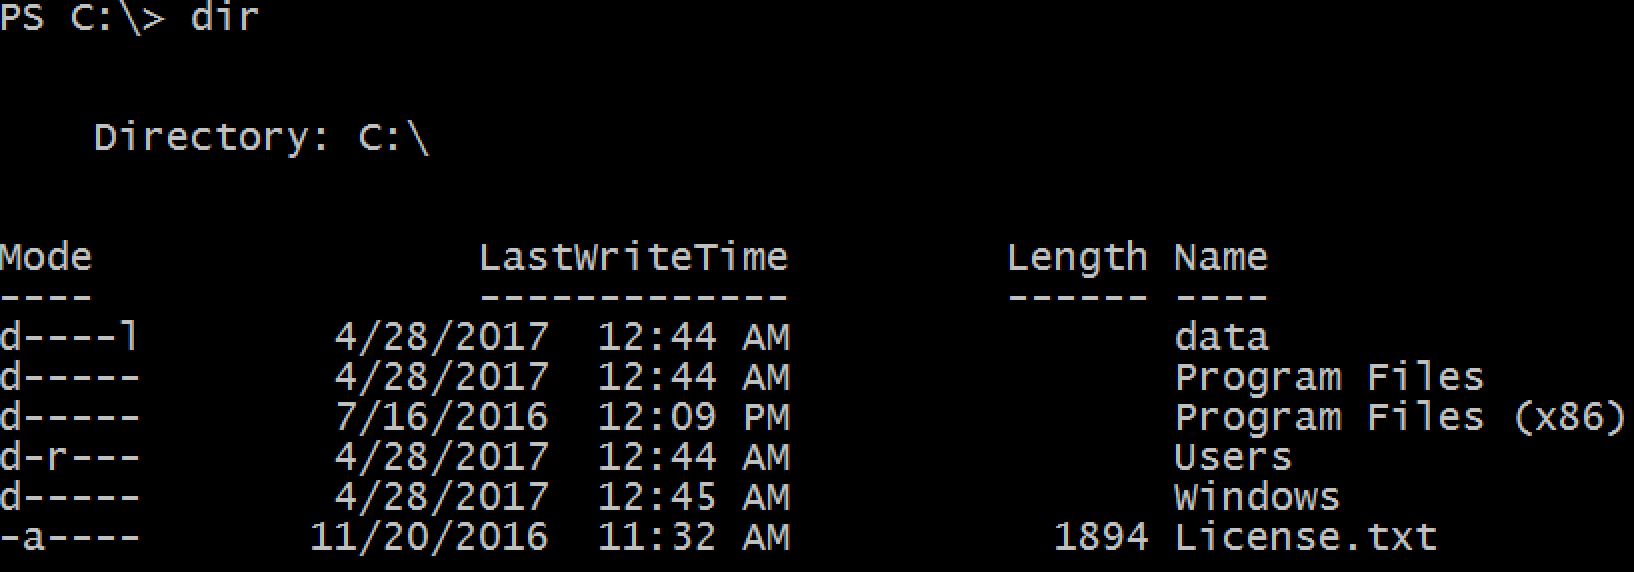 PS C:\> dir
Directory: C:\
Mode LastWriteTime Length Name
---- ------------- ------ ----
d----l 4/28/2017 12:44 AM data
d----- 4/28/2017 12:44 AM Program Files
d----- 7/16/2016 12:09 PM Program Files (x86)
d-r--- 4/28/2017 12:44 AM Users
d----- 4/28/2017 12:45 AM Windows
-a---- 11/20/2016 11:32 AM 1894 License.txt